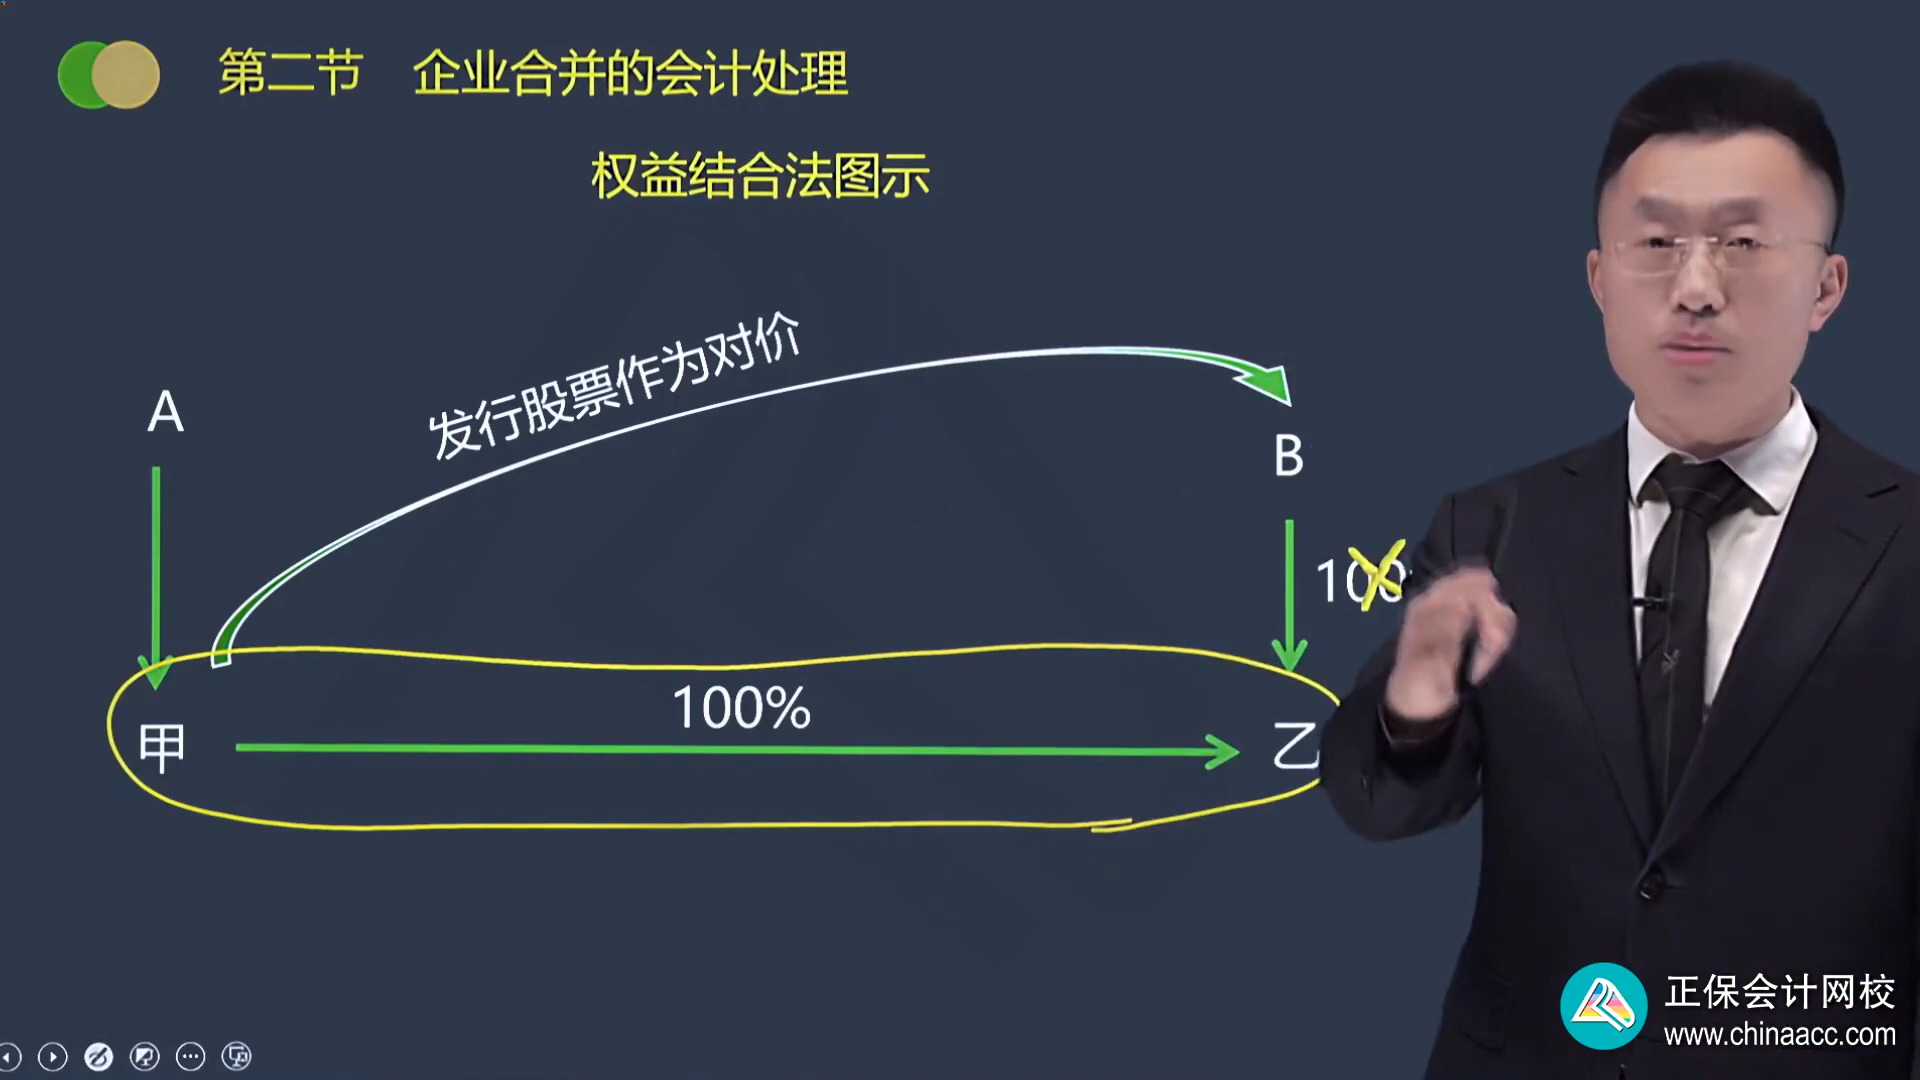 第二节 企业合并的会计处理
权益结合法图示
发行股票作为对价
A
B
100
100%
甲
乙
正保会计网校
www.chinaacc.com